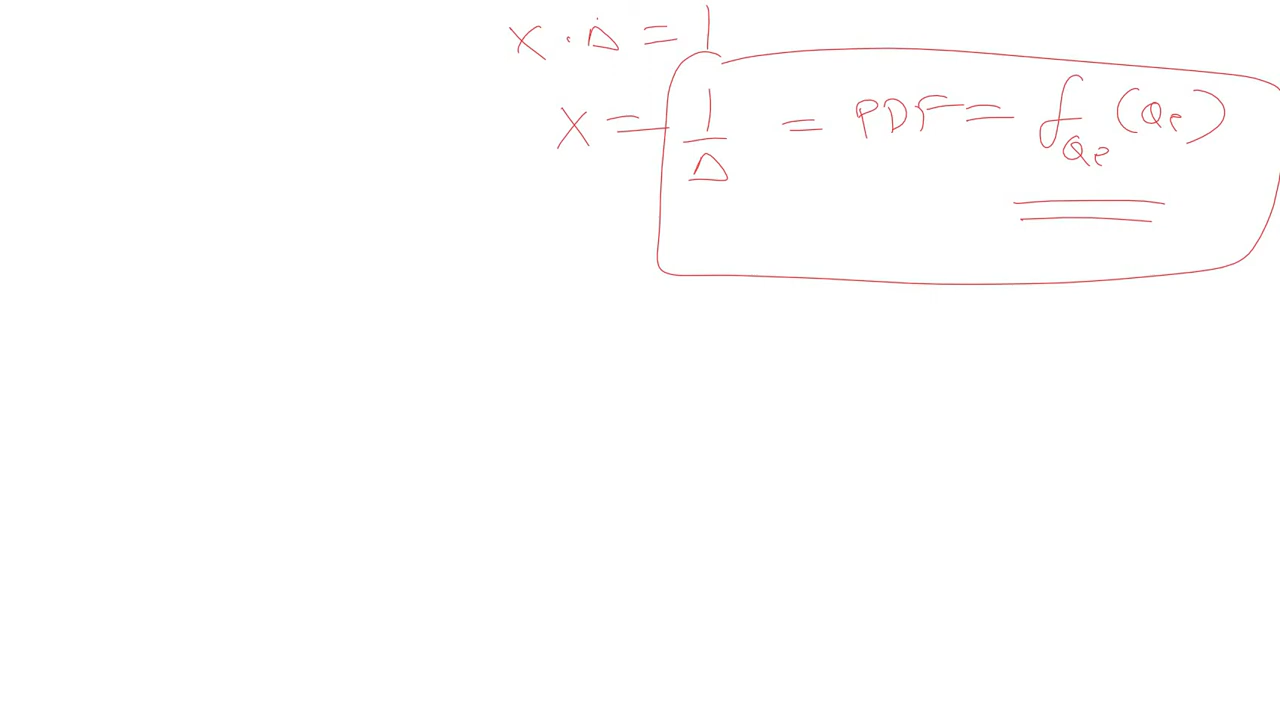 x · Δ = 1
x = 1/Δ = PDF = f_Qe (Qe)